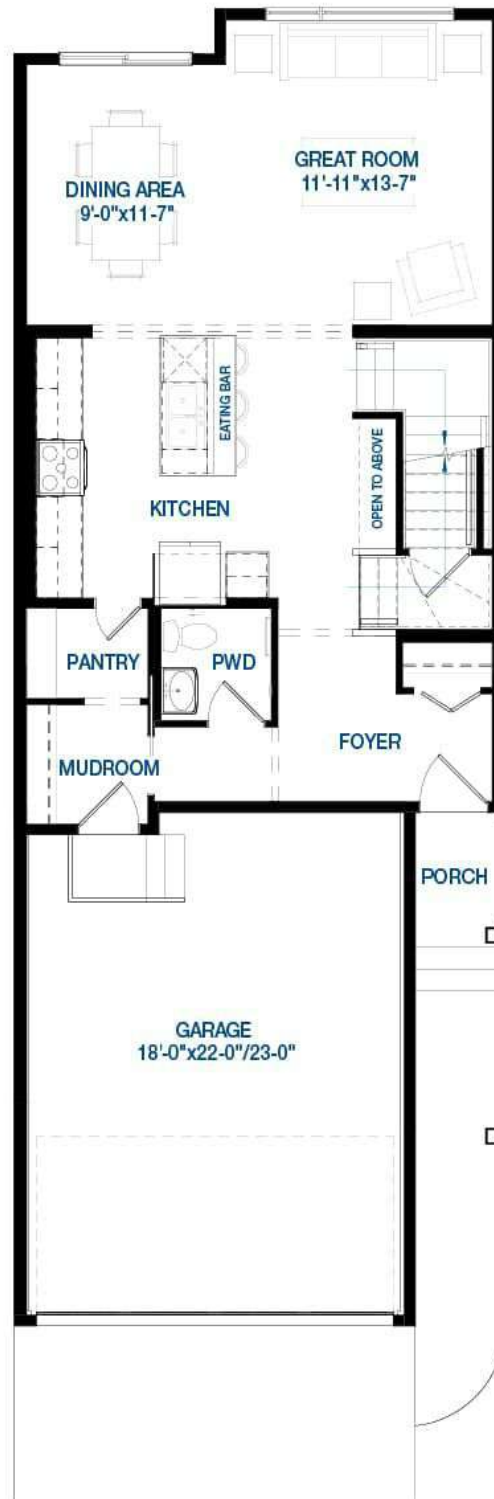 DINING AREA
9'-0"x11-7"
GREAT ROOM
11'-11"x13-7"
EATING BAR
KITCHEN
OPEN TO ABOVE
PANTRY
PWD
MUDROOM
FOYER
PORCH
GARAGE
18'-0"x22-0"/23-0"